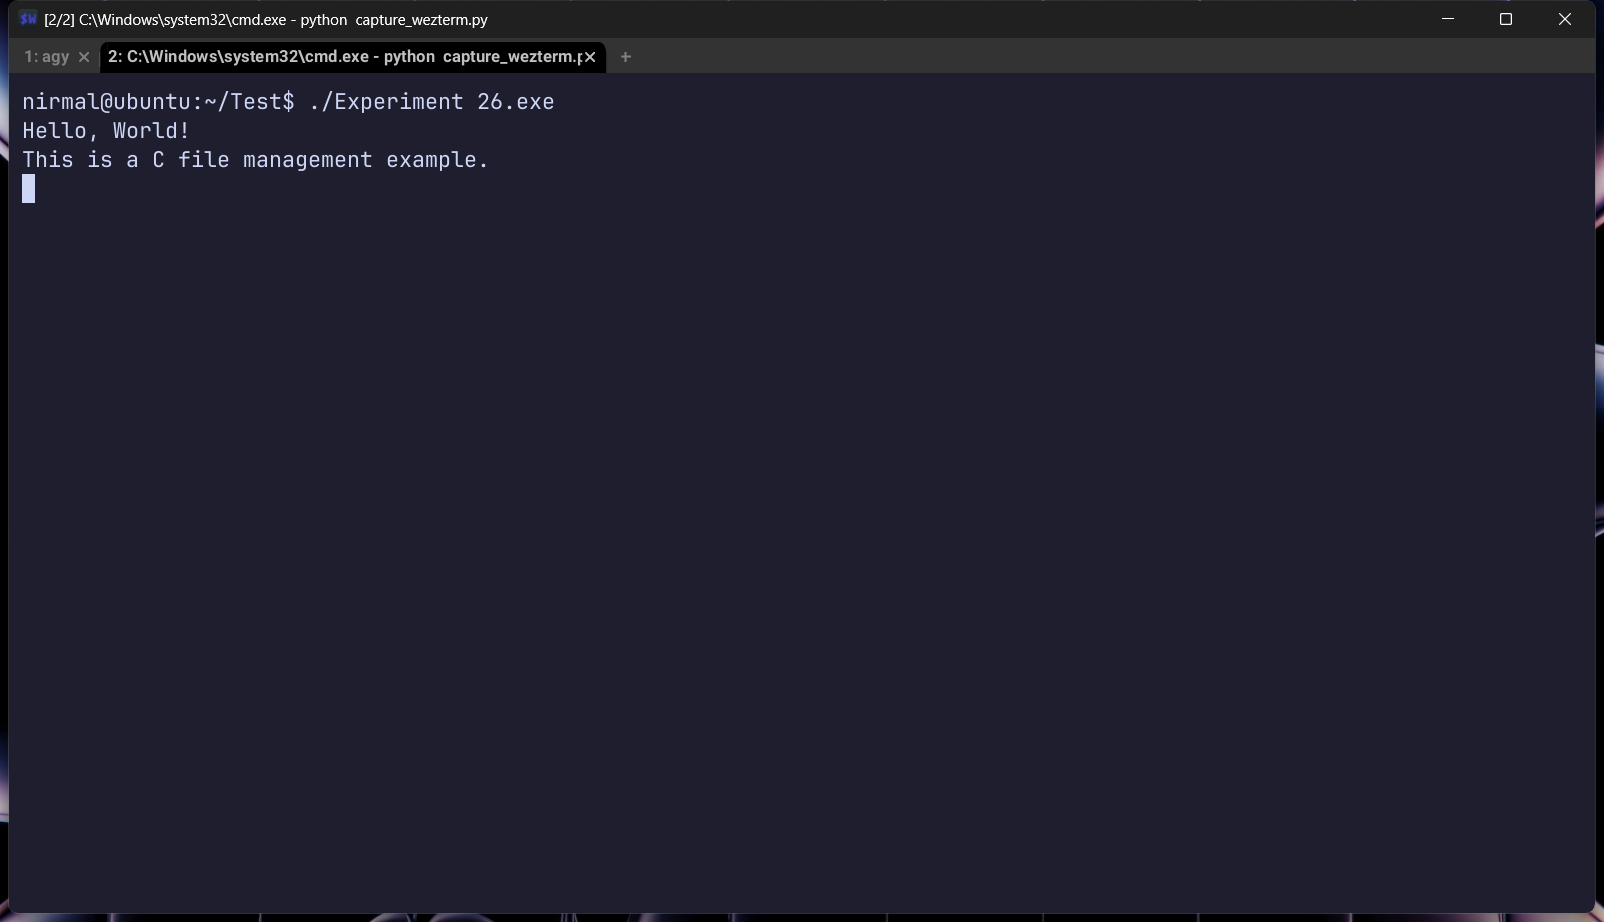 $W [2/2] C:\Windows\system32\cmd.exe - python  capture_wezterm.py
1: agy × 2: C:\Windows\system32\cmd.exe - python  capture_wezterm.p × +
nirmal@ubuntu:~/Test$ ./Experiment 26.exe
Hello, World!
This is a C file management example.